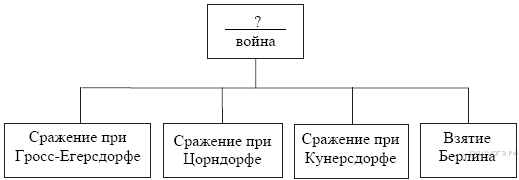 ?
война
Сражение при
Гросс-Егерсдорфе
Сражение при
Цорндорфе
Сражение при
Кунерсдорфе
Взятие
Берлина